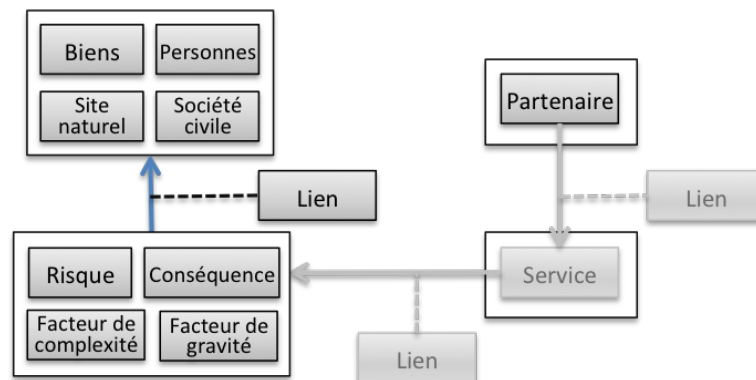 Biens
Personnes
Site
naturel
Société
civile
Partenaire
Lien
Lien
Risque
Conséquence
Facteur de
complexité
Facteur de
gravité
Service
Lien